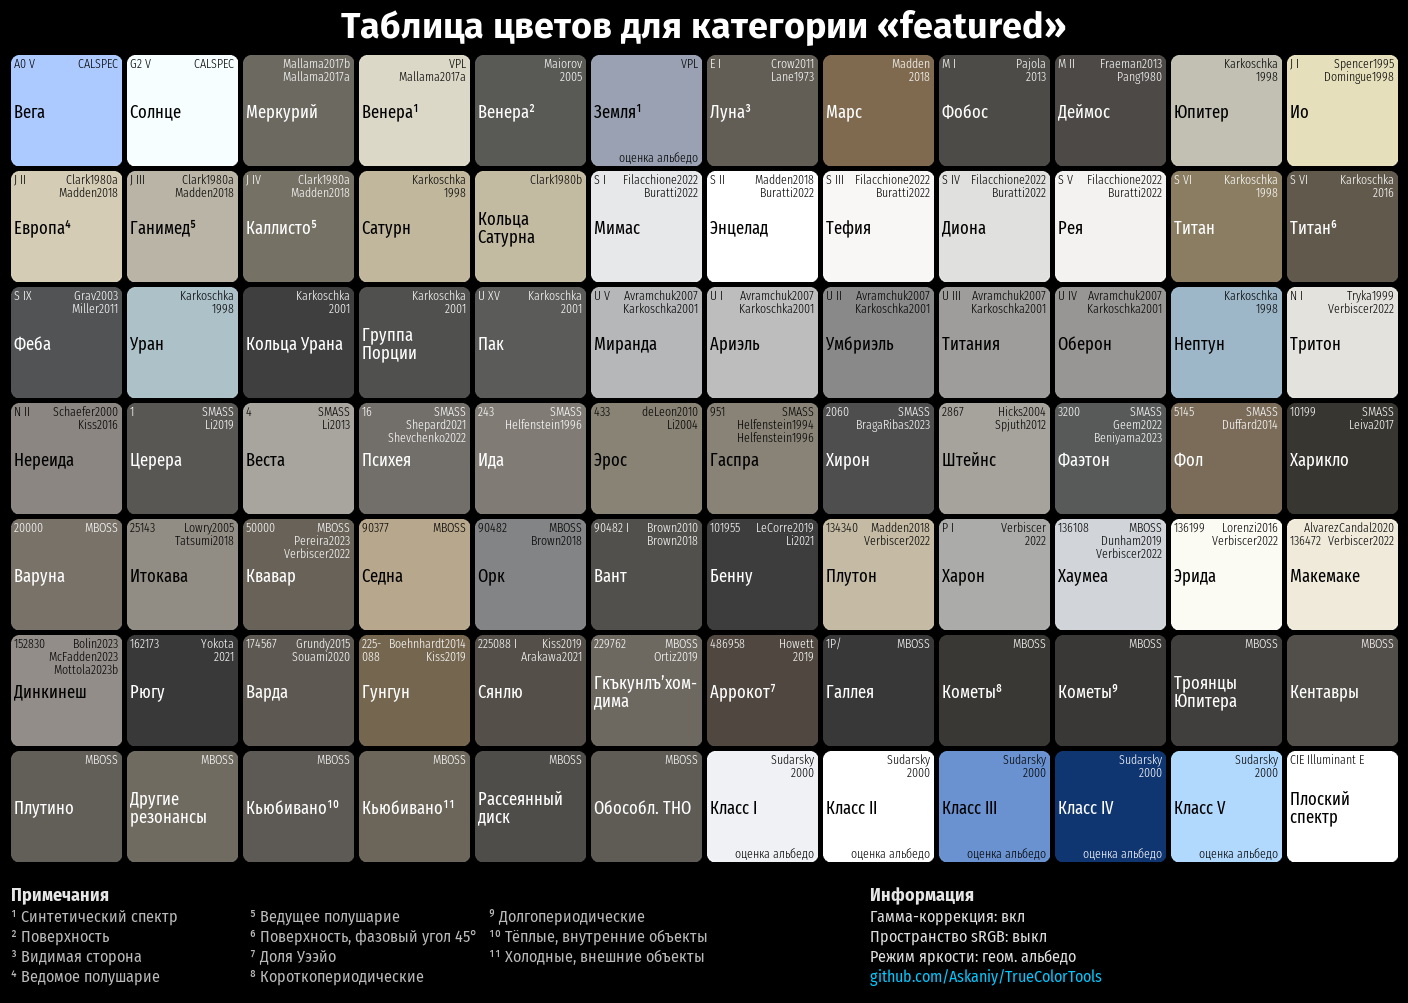 Таблица цветов для категории «featured»
A0 V CALSPEC
Вега
G2 V CALSPEC
Солнце
Mallama2017b
Mallama2017a
Меркурий
VPL
Mallama2017a
Венера¹
Maiorov
2005
Венера²
VPL
Земля¹
оценка альбедо
E I Crow2011
Lane1973
Луна³
Madden
2018
Марс
M I Pajola
2013
Фобос
M II Fraeman2013
Pang1980
Деймос
Karkoschka
1998
Юпитер
J I Spencer1995
Domingue1998
Ио
J II Clark1980a
Madden2018
Европа⁴
J III Clark1980a
Madden2018
Ганимед⁵
J IV Clark1980a
Madden2018
Каллисто⁵
Karkoschka
1998
Сатурн
Clark1980b
Кольца
Сатурна
S I Filacchione2022
Buratti2022
Мимас
S II Madden2018
Buratti2022
Энцелад
S III Filacchione2022
Buratti2022
Тефия
S IV Filacchione2022
Buratti2022
Диона
S V Filacchione2022
Buratti2022
Рея
S VI Karkoschka
1998
Титан
S VI Karkoschka
2016
Титан⁶
S IX Grav2003
Miller2011
Феба
Karkoschka
1998
Уран
Karkoschka
2001
Кольца Урана
Karkoschka
2001
Группа
Порции
U XV Karkoschka
2001
Пак
U V Avramchuk2007
Karkoschka2001
Миранда
U I Avramchuk2007
Karkoschka2001
Ариэль
U II Avramchuk2007
Karkoschka2001
Умбриэль
U III Avramchuk2007
Karkoschka2001
Титания
U IV Avramchuk2007
Karkoschka2001
Оберон
Karkoschka
1998
Нептун
N I Tryka1999
Verbiscer2022
Тритон
N II Schaefer2000
Kiss2016
Нереида
1 SMASS
Li2019
Церера
4 SMASS
Li2013
Веста
16 SMASS
Shepard2021
Shevchenko2022
Психея
243 SMASS
Helfenstein1996
Ида
433 deLeon2010
Li2004
Эрос
951 SMASS
Helfenstein1994
Helfenstein1996
Гаспра
2060 SMASS
BragaRibas2023
Хирон
2867 Hicks2004
Spjuth2012
Штейнс
3200 SMASS
Geem2022
Beniyama2023
Фаэтон
5145 SMASS
Duffard2014
Фол
10199 SMASS
Leiva2017
Харикло
20000 MBOSS
Варуна
25143 Lowry2005
Tatsumi2018
Итокава
50000 MBOSS
Pereira2023
Verbiscer2022
Квавар
90377 MBOSS
Седна
90482 MBOSS
Brown2018
Орк
90482 I Brown2010
Brown2018
Вант
101955 LeCorre2019
Li2021
Бенну
134340 Madden2018
Verbiscer2022
Плутон
P I Verbiscer
2022
Харон
136108 MBOSS
Dunham2019
Verbiscer2022
Хаумеа
136199 Lorenzi2016
Verbiscer2022
Эрида
AlvarezCandal2020
136472 Verbiscer2022
Макемаке
152830 Bolin2023
McFadden2023
Mottola2023b
Динкинеш
162173 Yokota
2021
Рюгу
174567 Grundy2015
Souami2020
Варда
225- Boehnhardt2014
088 Kiss2019
Гунгун
225088 I Kiss2019
Arakawa2021
Сянлю
229762 MBOSS
Ortiz2019
Гкъкунлъ’хом-
дима
486958 Howett
2019
Аррокот⁷
1P/ MBOSS
Галлея
MBOSS
Кометы⁸
MBOSS
Кометы⁹
MBOSS
Троянцы
Юпитера
MBOSS
Кентавры
MBOSS
Плутино
MBOSS
Другие
резонансы
MBOSS
Кьюбивано¹⁰
MBOSS
Кьюбивано¹¹
MBOSS
Рассеянный
диск
MBOSS
Обособл. ТНО
Sudarsky
2000
Класс I
оценка альбедо
Sudarsky
2000
Класс II
оценка альбедо
Sudarsky
2000
Класс III
оценка альбедо
Sudarsky
2000
Класс IV
оценка альбедо
Sudarsky
2000
Класс V
оценка альбедо
CIE Illuminant E
Плоский
спектр
Примечания
¹ Синтетический спектр
² Поверхность
³ Видимая сторона
⁴ Ведомое полушарие
⁵ Ведущее полушарие
⁶ Поверхность, фазовый угол 45°
⁷ Доля Уээйо
⁸ Короткопериодические
⁹ Долгопериодические
¹⁰ Тёплые, внутренние объекты
¹¹ Холодные, внешние объекты
Информация
Гамма-коррекция: вкл
Пространство sRGB: выкл
Режим яркости: геом. альбедо
github.com/Askaniy/TrueColorTools